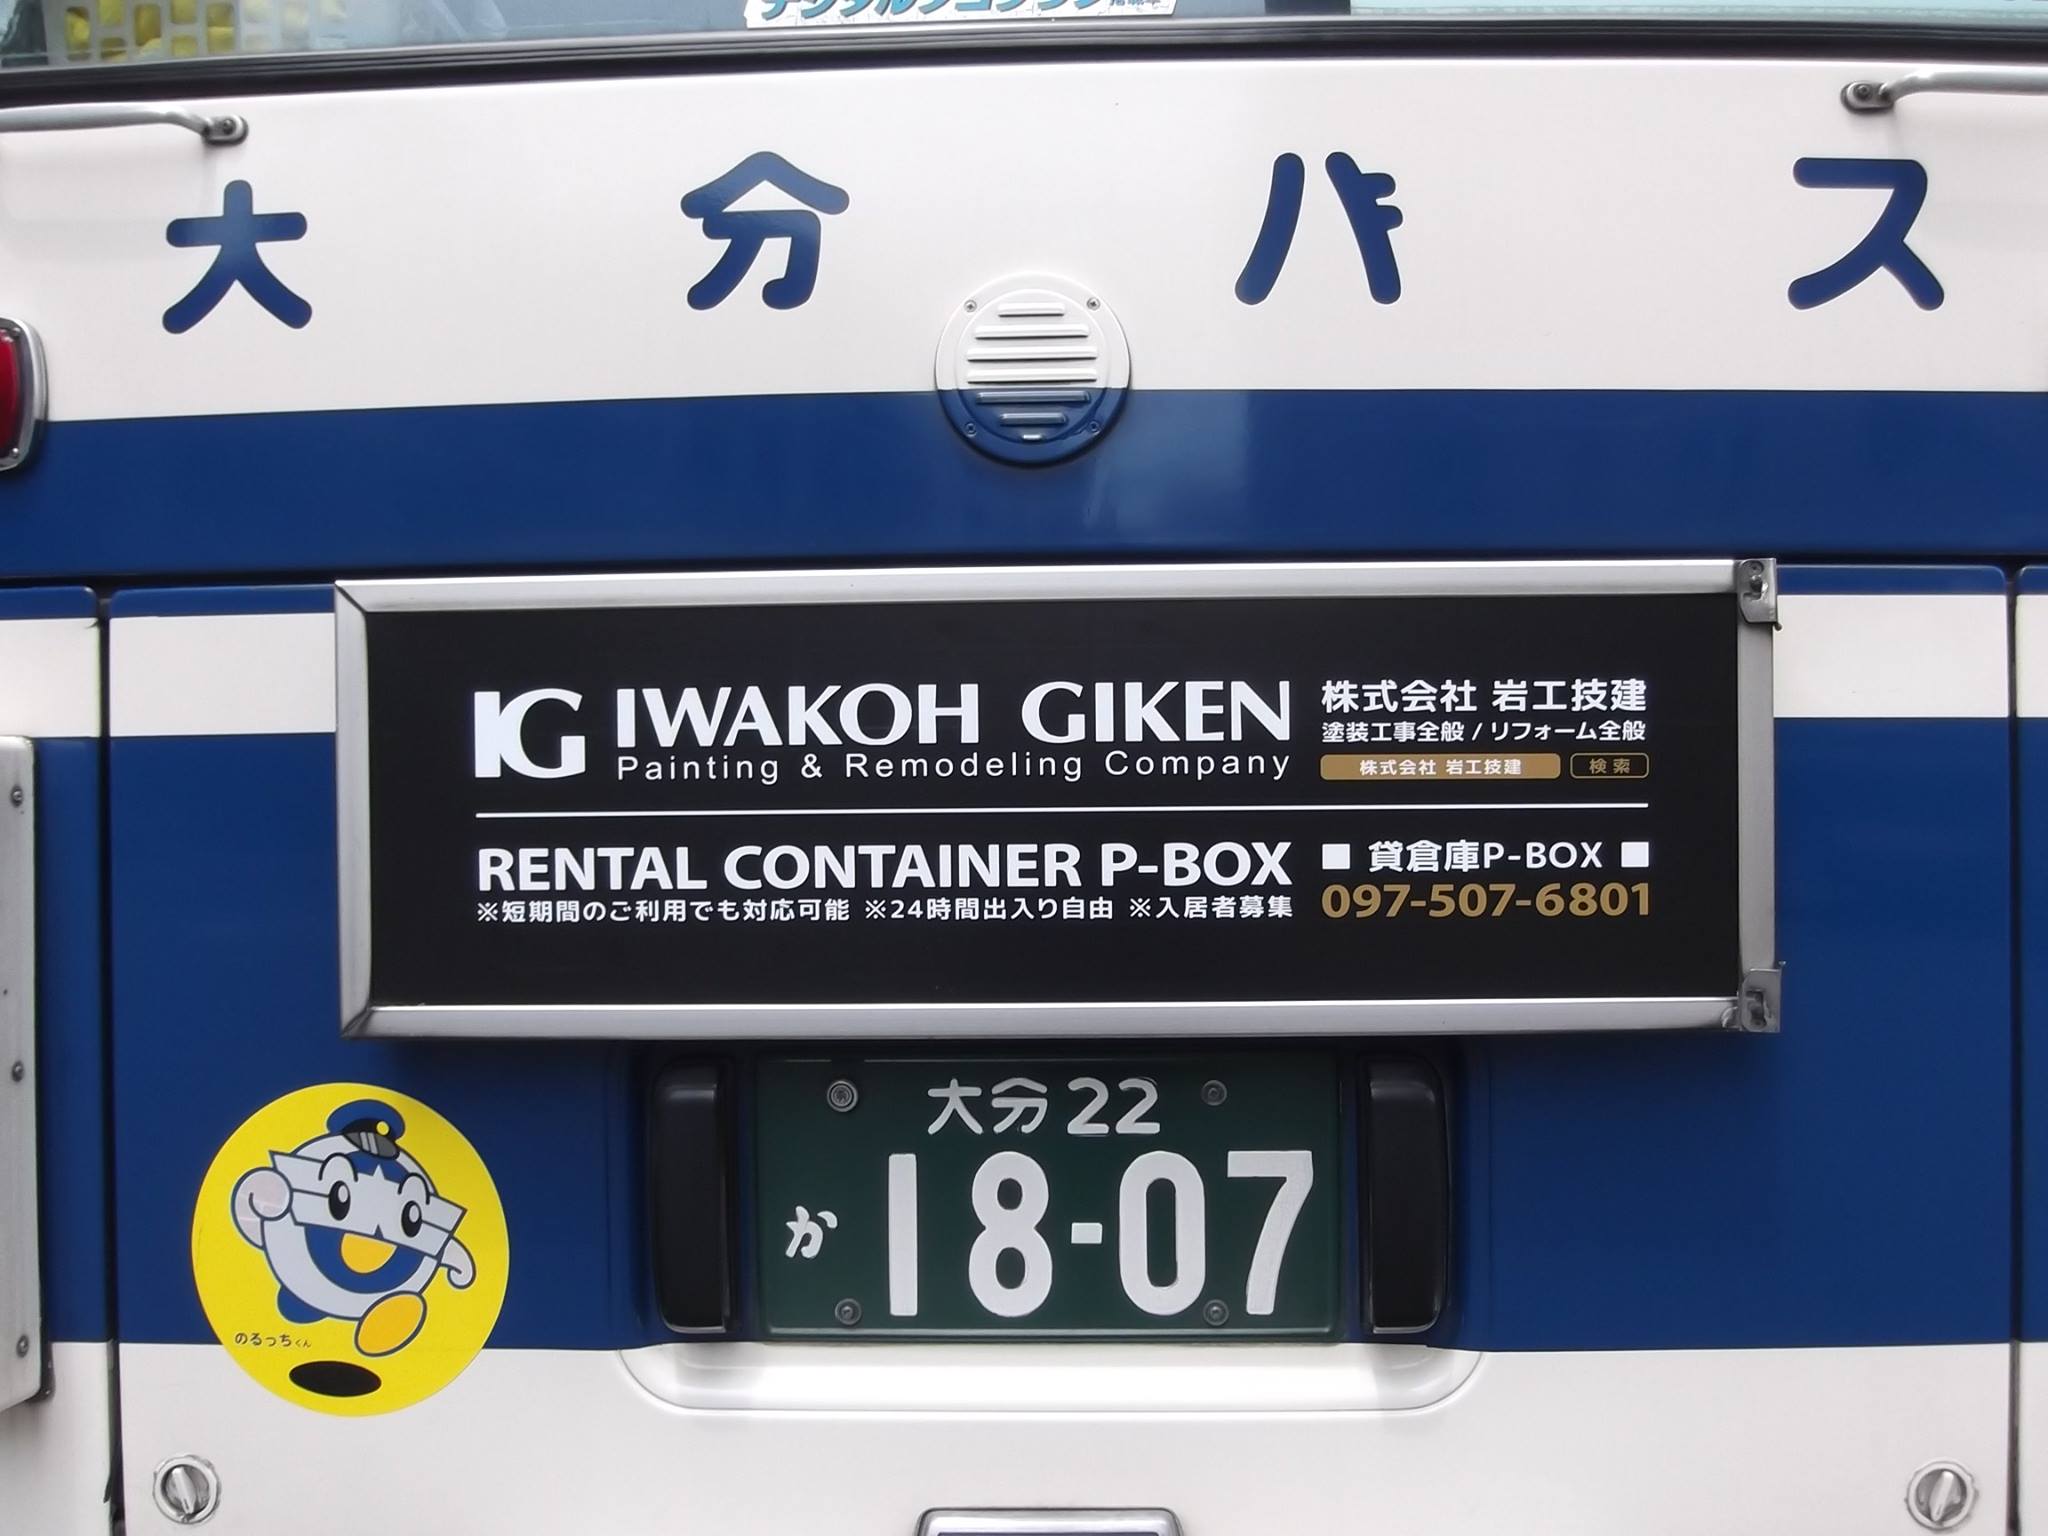 大分バス
IG IWAKOH GIKEN
Painting & Remodeling Company
株式会社 岩工技建
塗装工事全般 / リフォーム全般
株式会社 岩工技建 検索
RENTAL CONTAINER P-BOX
※短期間のご利用でも対応可能 ※24時間出入り自由 ※入居者募集
■ 貸倉庫P-BOX ■
097-507-6801
大分 22
か 18-07
のるっちくん